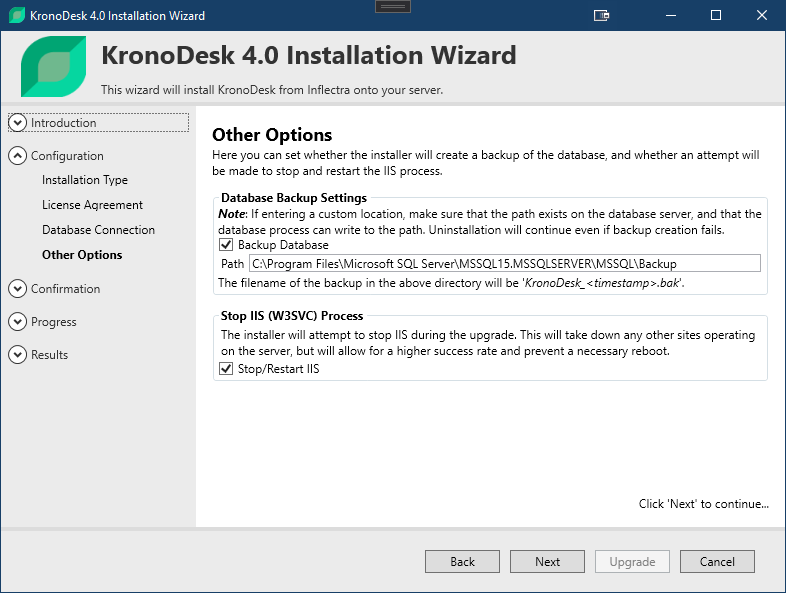 KronoDesk 4.0 Installation Wizard
KronoDesk 4.0 Installation Wizard
This wizard will install KronoDesk from Inflectra onto your server.
Introduction
Configuration
Installation Type
License Agreement
Database Connection
Other Options
Confirmation
Progress
Results
Other Options
Here you can set whether the installer will create a backup of the database, and whether an attempt will
be made to stop and restart the IIS process.
Database Backup Settings
Note: If entering a custom location, make sure that the path exists on the database server, and that the
database process can write to the path. Uninstallation will continue even if backup creation fails.
Backup Database
Path C:\Program Files\Microsoft SQL Server\MSSQL15.MSSQLSERVER\MSSQL\Backup
The filename of the backup in the above directory will be 'KronoDesk_<timestamp>.bak'.
Stop IIS (W3SVC) Process
The installer will attempt to stop IIS during the upgrade. This will take down any other sites operating
on the server, but will allow for a higher success rate and prevent a necessary reboot.
Stop/Restart IIS
Click 'Next' to continue...
Back Next Upgrade Cancel